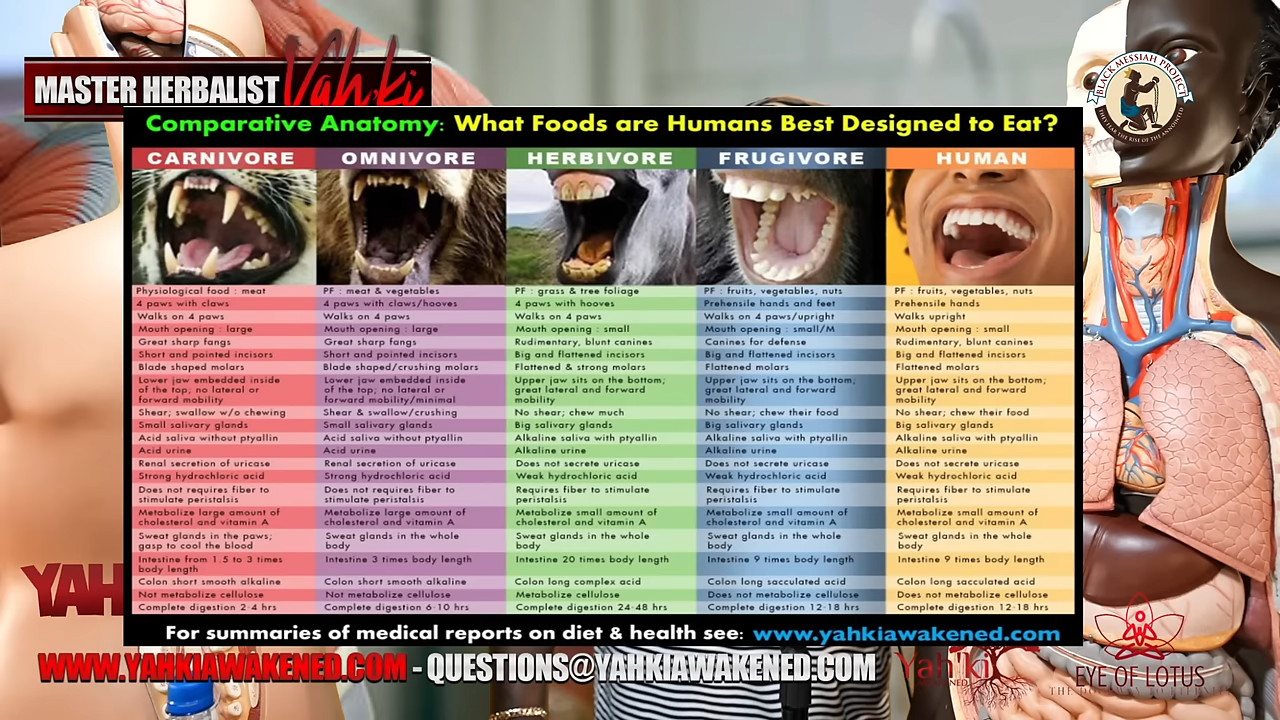 MASTER HERBALIST
Yah'ki
BLACK MESSIAH PROJECT
Comparative Anatomy: What Foods are Humans Best Designed to Eat?
CARNIVORE OMNIVORE HERBIVORE FRUGIVORE HUMAN
Physiological food : meat
4 paws with claws
Walks on 4 paws
Mouth opening : large
Great sharp fangs
Short and pointed incisors
Blade shaped molars
Lower jaw embedded inside
of the top; no lateral or
forward mobility
Shear; swallow w/o chewing
Small salivary glands
Acid saliva without ptyallin
Acid urine
Renal secretion of uricase
Strong hydrochloric acid
Does not requires fiber to
stimulate peristalsis
Metabolize large amount of
cholesterol and vitamin A
Sweat glands in the paws;
gasp to cool the blood
Intestine from 1.5 to 3 times
body length
Colon short smooth alkaline
Not metabolize cellulose
Complete digestion 2-4 hrs
PF : meat & vegetables
4 paws with claws/hooves
Walks on 4 paws
Mouth opening : large
Great sharp fangs
Short and pointed incisors
Blade shaped/crushing molars
Lower jaw embedded inside
of the top; no lateral or
forward mobility/minimal
Shear & swallow/crushing
Small salivary glands
Acid saliva without ptyallin
Acid urine
Renal secretion of uricase
Strong hydrochloric acid
Does not requires fiber to
stimulate peristalsis
Metabolize large amount of
cholesterol and vitamin A
Sweat glands in the whole
body
Intestine 3 times body length
Colon short smooth alkaline
Not metabolize cellulose
Complete digestion 6-10 hrs
PF : grass & tree foliage
4 paws with hooves
Walks on 4 paws
Mouth opening : small
Rudimentary, blunt canines
Big and flattened incisors
Flattened & strong molars
Upper jaw sits on the bottom;
great lateral and forward
mobility
No shear; chew much
Big salivary glands
Alkaline saliva with ptyallin
Alkaline urine
Does not secrete uricase
Weak hydrochloric acid
Requires fiber to stimulate
peristalsis
Metabolize small amount of
cholesterol and vitamin A
Sweat glands in the whole
body
Intestine 20 times body length
Colon long complex acid
Metabolize cellulose
Complete digestion 24-48 hrs
PF : fruits, vegetables, nuts
Prehensile hands and feet
Walks on 4 paws/upright
Mouth opening : small/M
Canines for defense
Big and flattened incisors
Flattened molars
Upper jaw sits on the bottom;
great lateral and forward
mobility
No shear; chew their food
Big salivary glands
Alkaline saliva with ptyallin
Alkaline urine
Does not secrete uricase
Weak hydrochloric acid
Requires fiber to stimulate
peristalsis
Metabolize small amount of
cholesterol and vitamin A
Sweat glands in the whole
body
Intestine 9 times body length
Colon long sacculated acid
Does not metabolize cellulose
Complete digestion 12-18 hrs
PF : fruits, vegetables, nuts
Prehensile hands
Walks upright
Mouth opening : small
Rudimentary, blunt canines
Big and flattened incisors
Flattened molars
Upper jaw sits on the bottom;
great lateral and forward
mobility
No shear; chew their food
Big salivary glands
Alkaline saliva with ptyallin
Alkaline urine
Does not secrete uricase
Weak hydrochloric acid
Requires fiber to stimulate
peristalsis
Metabolize small amount of
cholesterol and vitamin A
Sweat glands in the whole
body
Intestine 9 times body length
Colon long sacculated acid
Does not metabolize cellulose
Complete digestion 12-18 hrs
YAH
For summaries of medical reports on diet & health see: www.yahkiawakened.com
WWW.YAHKIAWAKENED.COM - QUESTIONS@YAHKIAWAKENED.COM
Yah'ki
EYE OF LOTUS